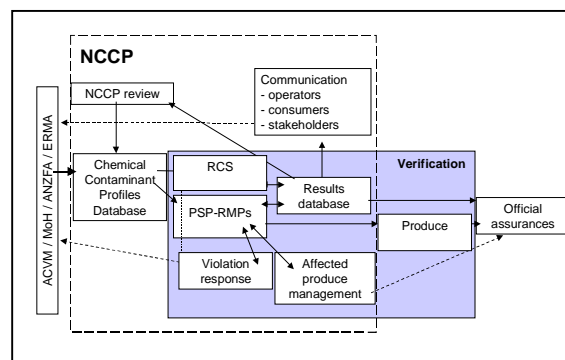 NCCP
NCCP review
Communication
- operators
- consumers
- stakeholders
ACVM / MoH / ANZFA / ERMA
Chemical
Contaminant
Profiles
Database
RCS
Verification
PSP-RMPs
Results
database
Produce
Official
assurances
Violation
response
Affected
produce
management